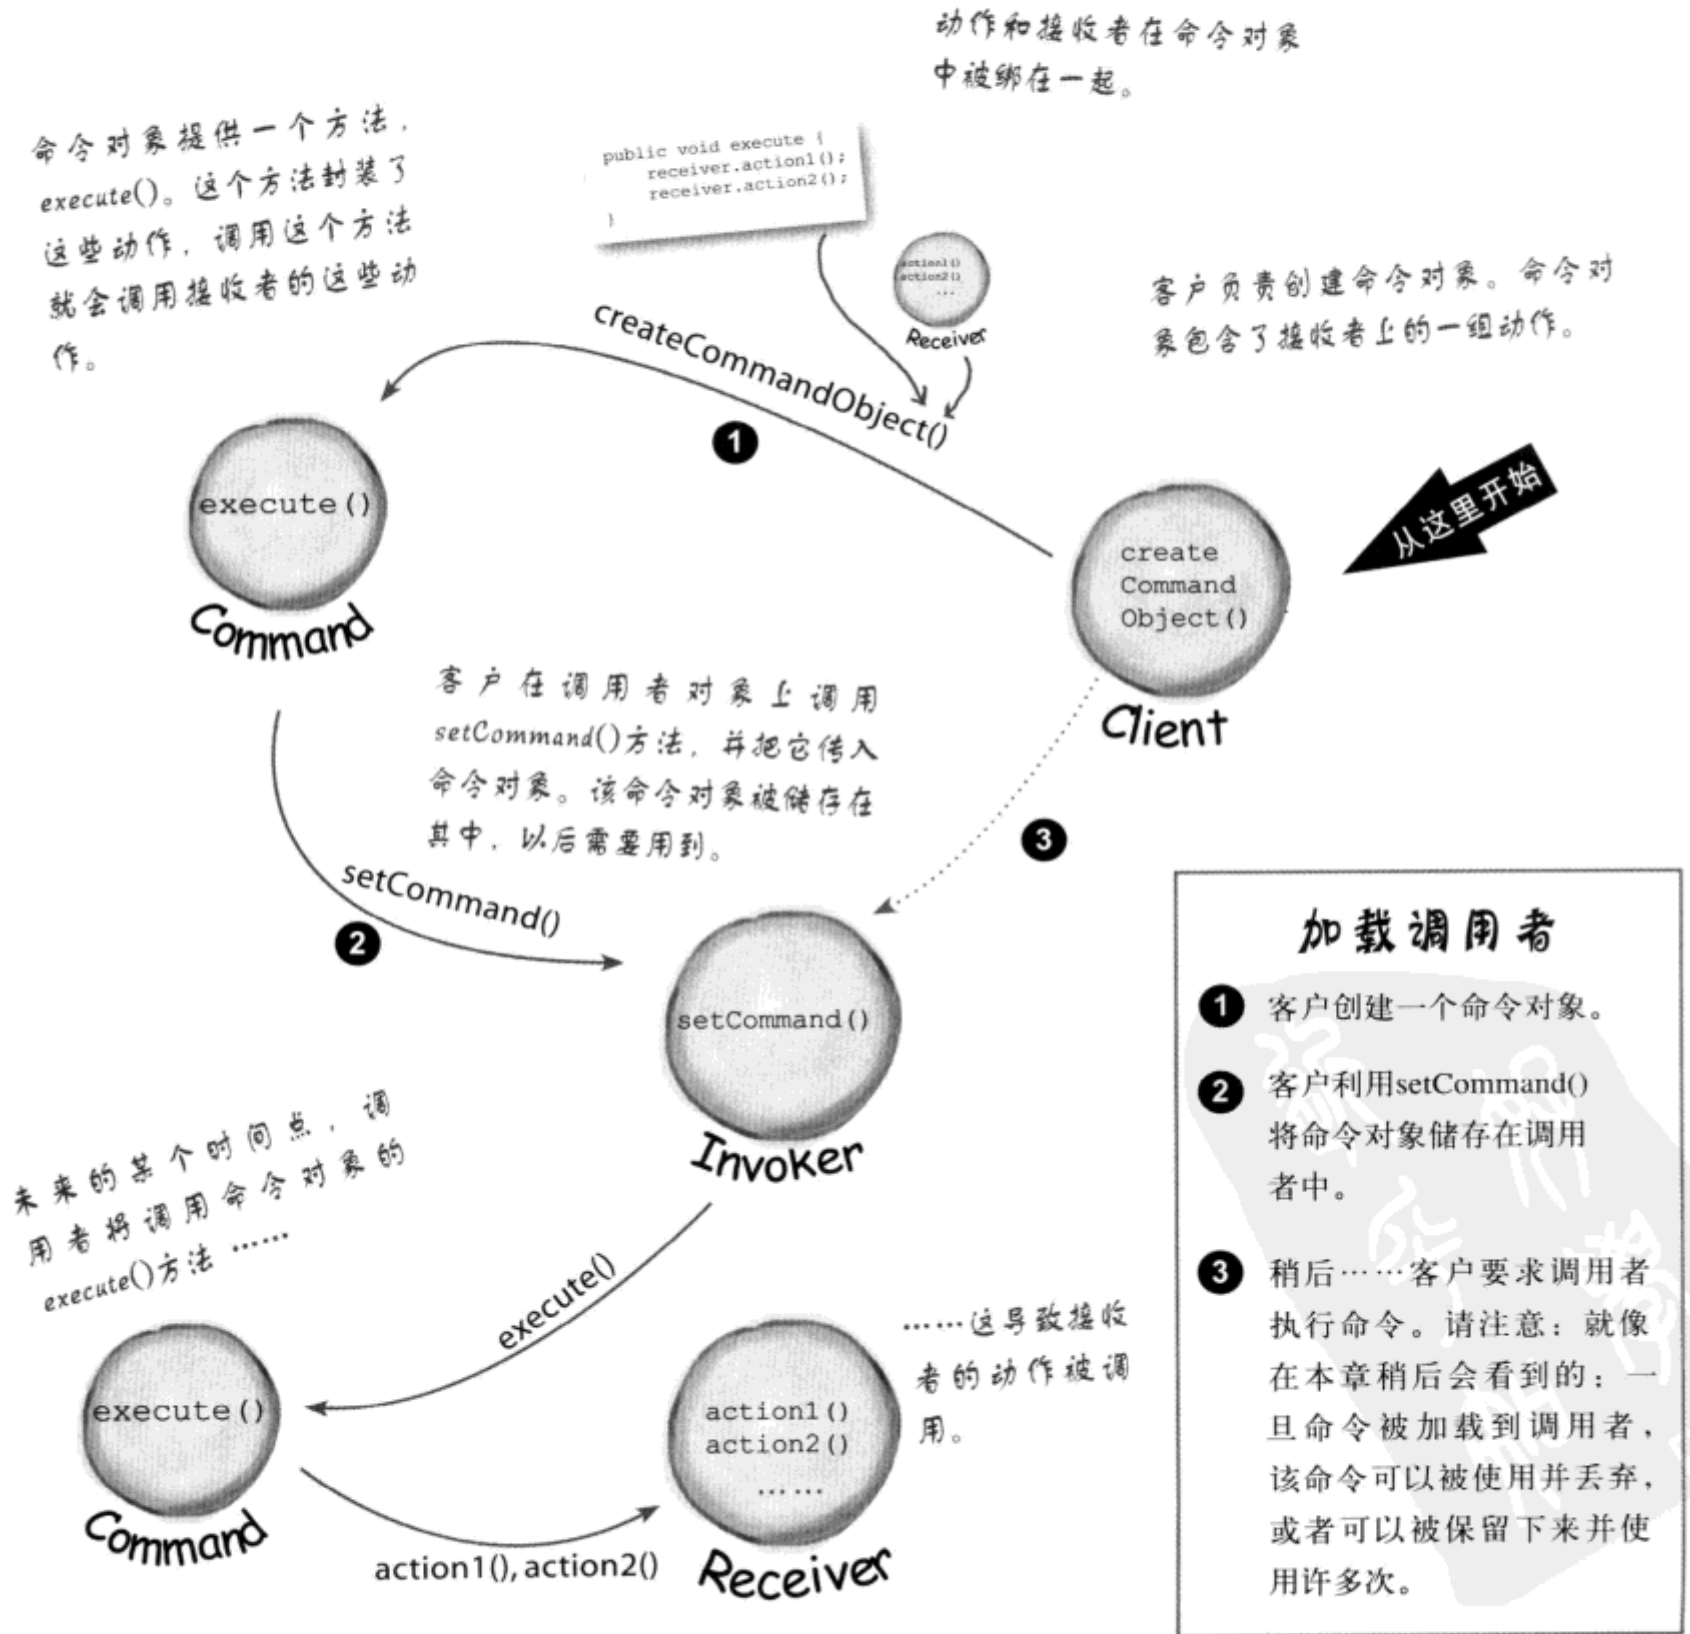 动作和接收者在命令对象
中被绑在一起。
命令对象提供一个方法，
execute()。这个方法封装了
这些动作，调用这个方法
就会调用接收者的这些动
作。
public void execute {
receiver.action1();
receiver.action2();
}
action1()
action2()
...
Receiver
客户负责创建命令对象。命令对
象包含了接收者上的一组动作。
createCommandObject()
1
从这里开始
execute()
Command
create
Command
Object()
Client
客户在调用者对象上调用
setCommand()方法，并把它传入
命令对象。该命令对象被储存在
其中，以后需要用到。
3
setCommand()
2
setCommand()
Invoker
未来的某个时间点，调
用者将调用命令对象的
execute()方法……
execute()
execute()
Command
……这导致接收
者的动作被调
用。
action1()
action2()
……
Receiver
action1(), action2()
加载调用者
1 客户创建一个命令对象。
2 客户利用setCommand()
将命令对象储存在调用
者中。
3 稍后……客户要求调用者
执行命令。请注意：就像
在本章稍后会看到的：一
旦命令被加载到调用者，
该命令可以被使用并丢弃，
或者可以被保留下来并使
用许多次。